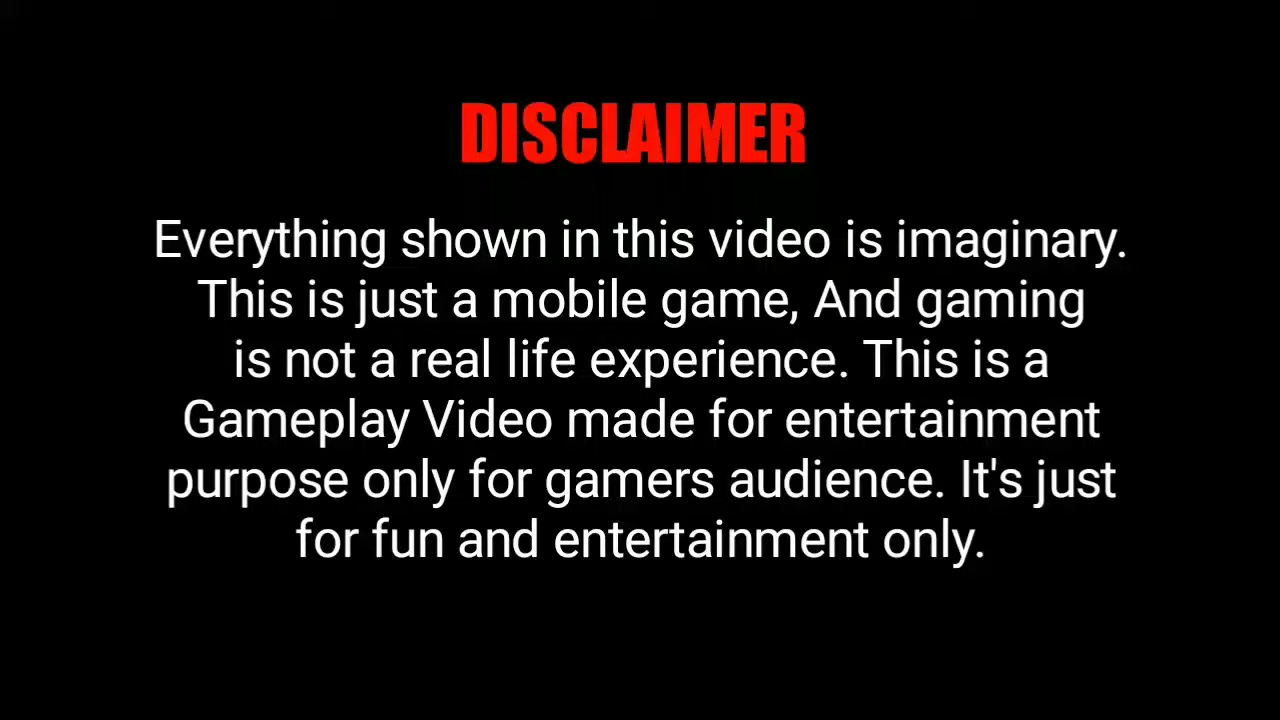 DISCLAIMER
Everything shown in this video is imaginary.
This is just a mobile game, And gaming
is not a real life experience. This is a
Gameplay Video made for entertainment
purpose only for gamers audience. It's just
for fun and entertainment only.